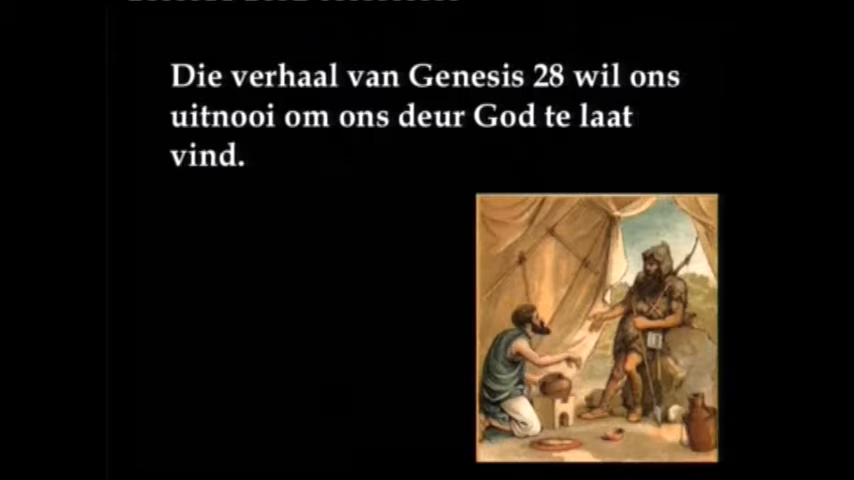 Die verhaal van Genesis 28 wil ons
uitnooi om ons deur God te laat
vind.